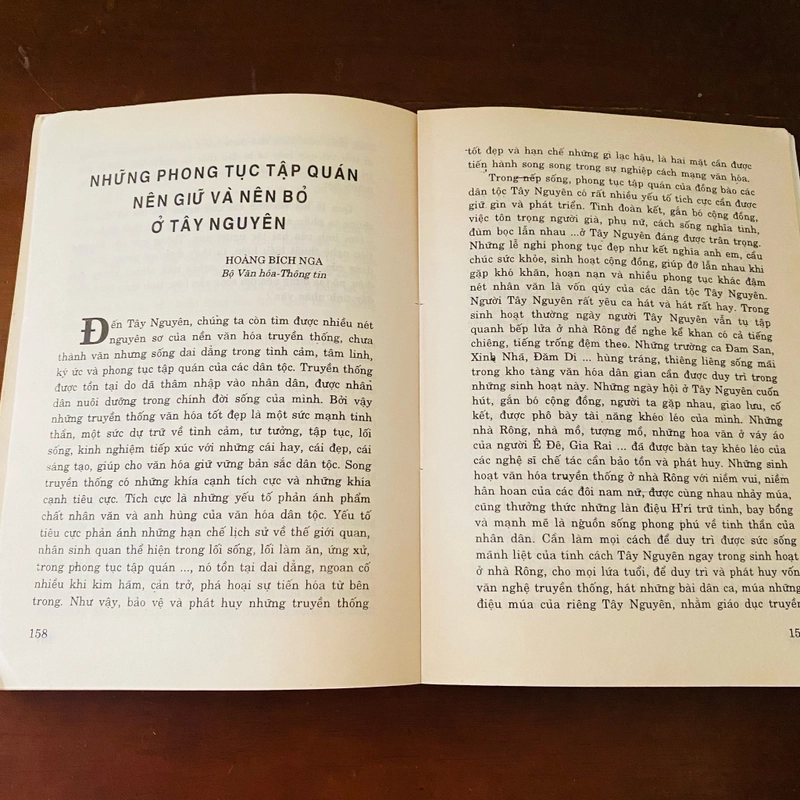 NHỮNG PHONG TỤC TẬP QUÁN
NÊN GIỮ VÀ NÊN BỎ
Ở TÂY NGUYÊN
HOÀNG BÍCH NGA
Bộ Văn hóa-Thông tin
Đến Tây Nguyên, chúng ta còn tìm được nhiều nét
nguyên sơ của nền văn hóa truyền thống, chưa
thành văn nhưng sống dai dẳng trong tình cảm, tâm linh,
ký ức và phong tục tập quán của các dân tộc. Truyền thống
được tồn tại do đã thâm nhập vào nhân dân, được nhân
dân nuôi dưỡng trong chính đời sống của mình. Bởi vậy
những truyền thống văn hóa tốt đẹp là một sức mạnh tinh
thần, một sức dự trữ về tình cảm, tư tưởng, tập tục, lối
sống, kinh nghiệm tiếp xúc với những cái hay, cái đẹp, cái
sáng tạo, giúp cho văn hóa giữ vững bản sắc dân tộc. Song
truyền thống có những khía cạnh tích cực và những khía
cạnh tiêu cực. Tích cực là những yếu tố phản ánh phẩm
chất nhân văn và anh hùng của văn hóa dân tộc. Yếu tố
tiêu cực phản ánh những hạn chế lịch sử về thế giới quan,
nhân sinh quan thể hiện trong lối sống, lối làm ăn, ứng xử,
trong phong tục tập quán ..., nó tồn tại dai dẳng, ngoan cố
nhiều khi kìm hãm, cản trở, phá hoại sự tiến hóa từ bên
trong. Như vậy, bảo vệ và phát huy những truyền thống
158
tốt đẹp và hạn chế những gì lạc hậu, là hai mặt cần được
tiến hành song song trong sự nghiệp cách mạng văn hóa.
Trong nếp sống, phong tục tập quán của đồng bào các
dân tộc Tây Nguyên có rất nhiều yếu tố tích cực cần được
giữ gìn và phát triển. Tình đoàn kết, gắn bó cộng đồng,
việc tôn trọng người già, phụ nữ, cách sống nghĩa tình,
đùm bọc lẫn nhau ...ở Tây Nguyên đáng được trân trọng.
Những lễ nghi phong tục đẹp như kết nghĩa anh em, cầu
chúc sức khỏe, sinh hoạt cộng đồng, giúp đỡ lẫn nhau khi
gặp khó khăn, hoạn nạn và nhiều phong tục khác đậm
nét nhân văn là vốn qúy của các dân tộc Tây Nguyên.
Người Tây Nguyên rất yêu ca hát và hát rất hay. Trong
sinh hoạt thường ngày người Tây Nguyên vẫn tụ tập
quanh bếp lửa ở nhà Rông để nghe kể khan có cả tiếng
chiêng, tiếng trống đệm theo. Những trường ca Đam San,
Xinh Nhã, Đăm Di ... hùng tráng, thiêng liêng sống mãi
trong kho tàng văn hóa dân gian cần được duy trì trong
những sinh hoạt này. Những ngày hội ở Tây Nguyên cuốn
hút, gắn bó cộng đồng, người ta gặp nhau, giao lưu, cố
kết, được phô bày tài năng khéo léo của mình. Những
nhà Rông, nhà mồ, tượng mồ, những hoa văn ở váy áo
của người Ê Đê, Gia Rai ... đã được bàn tay khéo léo của
các nghệ sĩ chế tác cần bảo tồn và phát huy. Những sinh
hoạt văn hóa truyền thống ở nhà Rông với niềm vui, niềm
hân hoan của các đôi nam nữ, được cùng nhau nhảy múa,
cũng thưởng thức những làn điệu H'ri trữ tình, bay bổng
và mạnh mẽ là nguồn sống phong phú về tinh thần của
nhân dân. Cần làm mọi cách để duy trì được sức sống
mãnh liệt của tính cách Tây Nguyên ngay trong sinh hoạt
ở nhà Rông, cho mọi lứa tuổi, để duy trì và phát huy vốn
văn nghệ truyền thống, hát những bài dân ca, múa những
điệu múa của riêng Tây Nguyên, nhằm giáo dục truyền
15